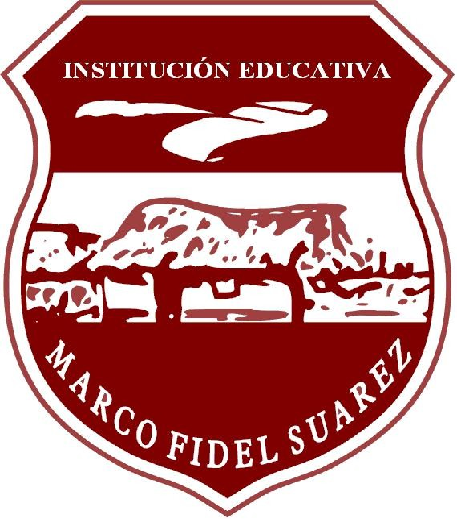 INSTITUCIÓN EDUCATIVA
MARCO FIDEL SUAREZ